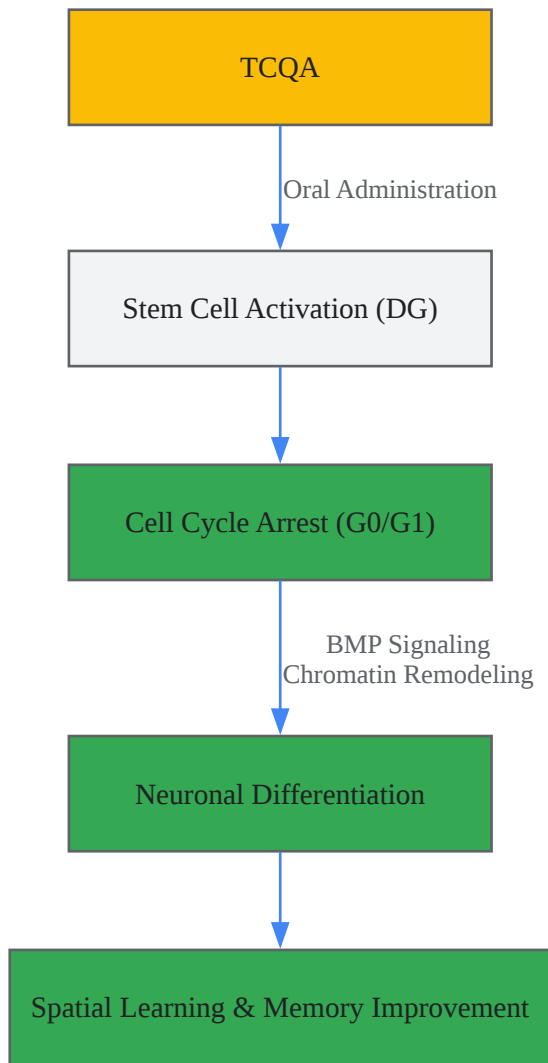 TCQA
Oral Administration
Stem Cell Activation (DG)
Cell Cycle Arrest (G0/G1)
BMP Signaling
Chromatin Remodeling
Neuronal Differentiation
Spatial Learning & Memory Improvement